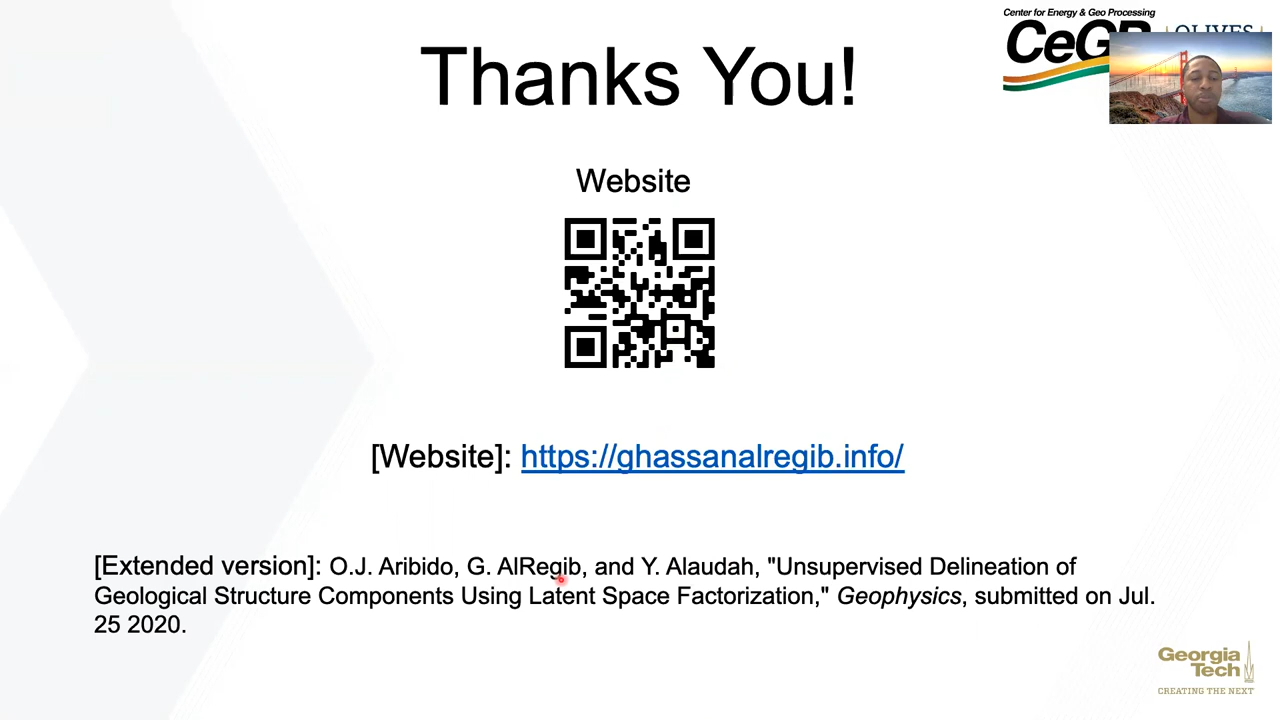 Center for Energy & Geo Processing
OLIVES
Thanks You!
Website
[Website]: https://ghassanalregib.info/
[Extended version]: O.J. Aribido, G. AlRegib, and Y. Alaudah, "Unsupervised Delineation of
Geological Structure Components Using Latent Space Factorization," Geophysics, submitted on Jul.
25 2020.
Georgia
Tech
CREATING THE NEXT